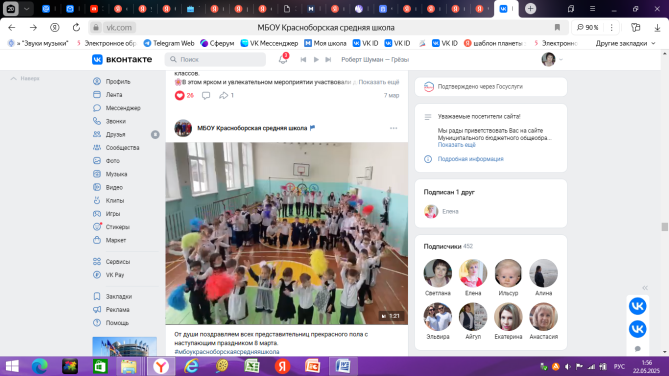 20
vk.com
МБОУ Красноборская средняя школа
90%
"Звуки музыки"
Электронное обр
Telegram Web
Сферум
VK Мессенджер
Моя школа
VK ID
VK ID
VK ID
шаблон планеты
Электронн
Другие закладки
вконтакте
Поиск
Роберт Шуман — Грёзы
Наверх
Профиль
Лента
Мессенджер
Звонки
Друзья
Сообщества
Фото
Музыка
Видео
Клипы
Игры
Стикеры
Маркет
Сервисы
VK Pay
Закладки
Реклама
Помощь
классов.
В этом ярком и увлекательном мероприятии участвовали
Показать ещё
26
1
7 мар
МБОУ Красноборская средняя школа
1:21
От души поздравляем всех представительниц прекрасного пола с
наступающим праздником 8 марта.
#мбоукрасноборскаясредняяшкола
Подтверждено через Госуслуги
Уважаемые посетители сайта!
Мы рады приветствовать Вас на сайте
Муниципального бюджетного общеобра...
Показать ещё
Подробная информация
Подписан 1 друг
Елена
Подписчики 452
Светлана
Елена
Ильсур
Алина
Эльвира
Айгул
Екатерина
Анастасия
РУС
1:56
22.05.2025